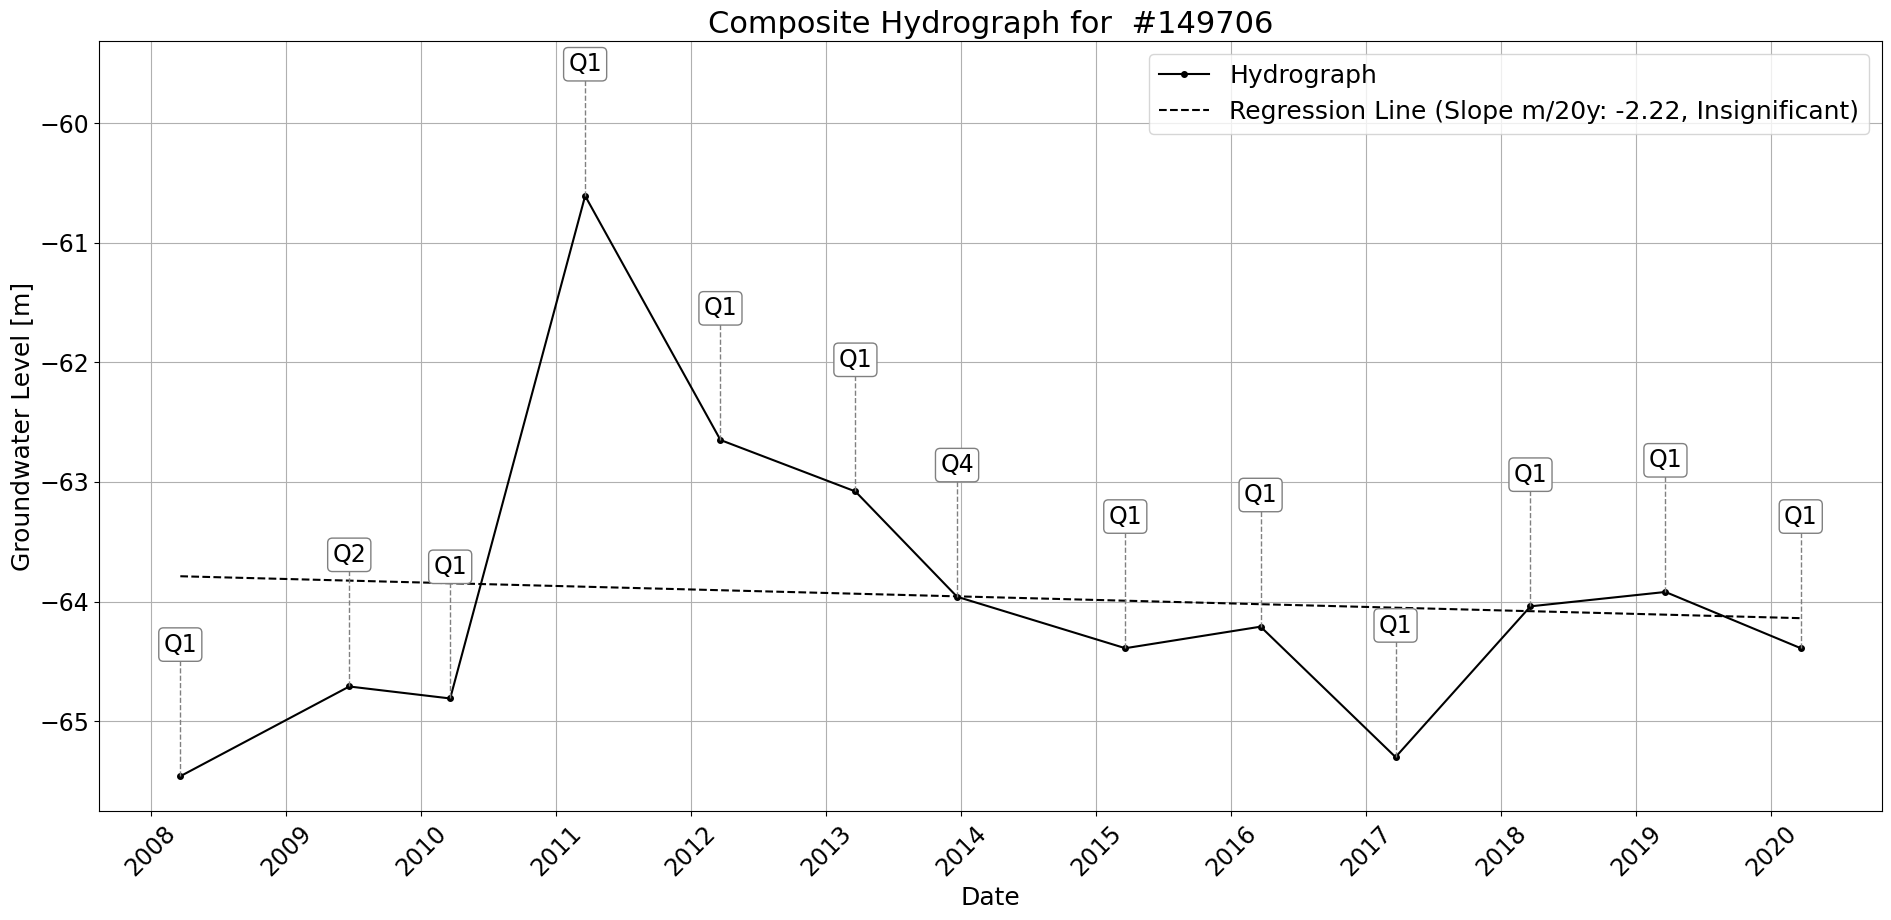 Composite Hydrograph for  #149706
Hydrograph
Regression Line (Slope m/20y: -2.22, Insignificant)
Groundwater Level [m]
−60
−61
−62
−63
−64
−65
Q1
Q2
Q1
Q1
Q1
Q1
Q4
Q1
Q1
Q1
Q1
Q1
Q1
2008
2009
2010
2011
2012
2013
2014
2015
2016
2017
2018
2019
2020
Date